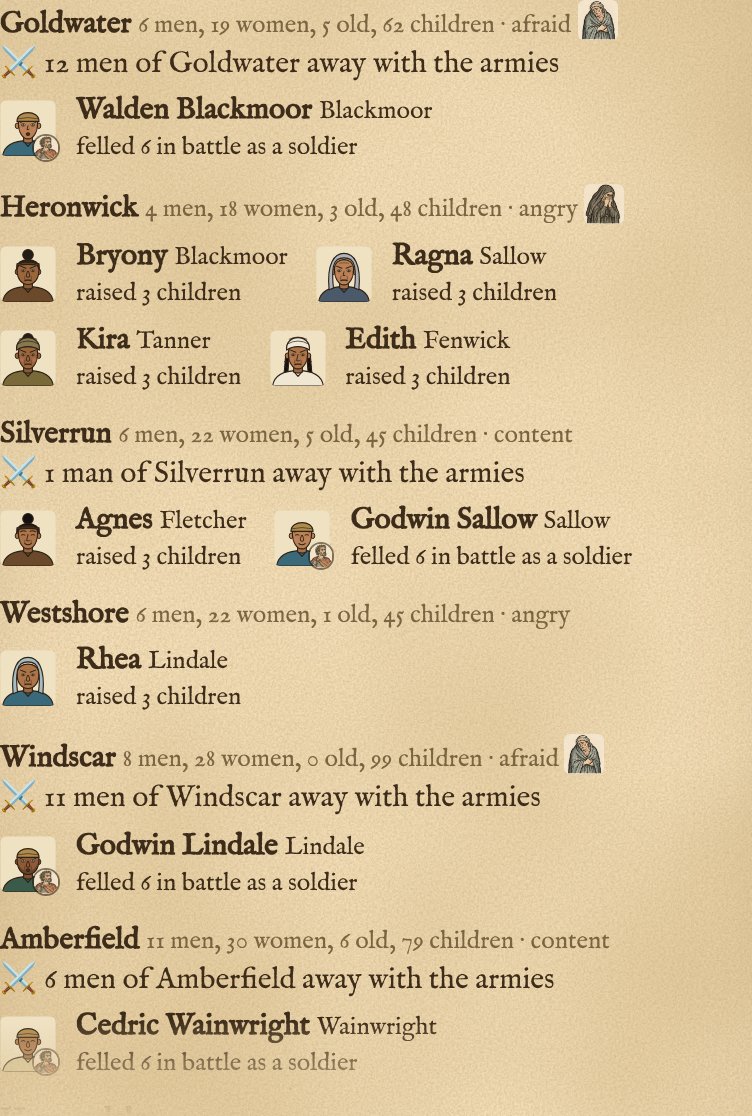 Goldwater 6 men, 19 women, 5 old, 62 children · afraid
12 men of Goldwater away with the armies
Walden Blackmoor Blackmoor
felled 6 in battle as a soldier
Heronwick 4 men, 18 women, 3 old, 48 children · angry
Bryony Blackmoor
raised 3 children
Ragna Sallow
raised 3 children
Kira Tanner
raised 3 children
Edith Fenwick
raised 3 children
Silverrun 6 men, 22 women, 5 old, 45 children · content
1 man of Silverrun away with the armies
Agnes Fletcher
raised 3 children
Godwin Sallow Sallow
felled 6 in battle as a soldier
Westshore 6 men, 22 women, 1 old, 45 children · angry
Rhea Lindale
raised 3 children
Windscar 8 men, 28 women, 0 old, 99 children · afraid
11 men of Windscar away with the armies
Godwin Lindale Lindale
felled 6 in battle as a soldier
Amberfield 11 men, 30 women, 6 old, 79 children · content
6 men of Amberfield away with the armies
Cedric Wainwright Wainwright
felled 6 in battle as a soldier